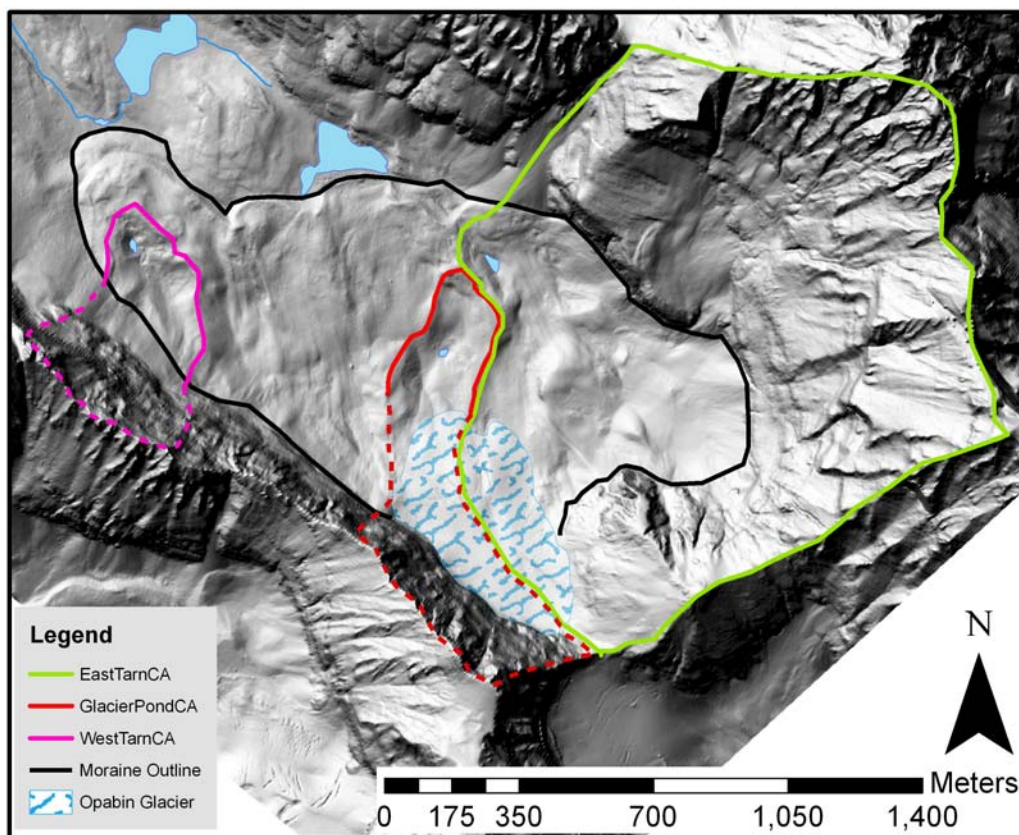 Legend
EastTarnCA
GlacierPondCA
WestTarnCA
Moraine Outline
Opabin Glacier
N
Meters
0 175 350 700 1,050 1,400